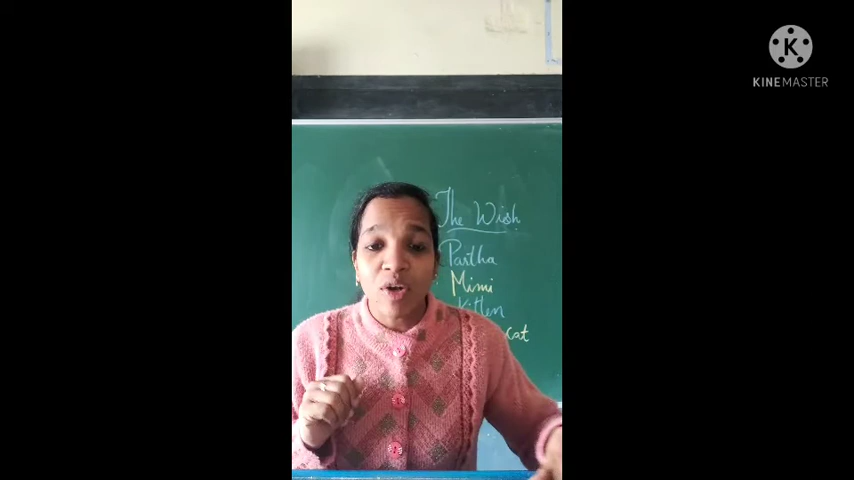 The Wish
Partha
Mimi
Kitten
cat
KINEMASTER